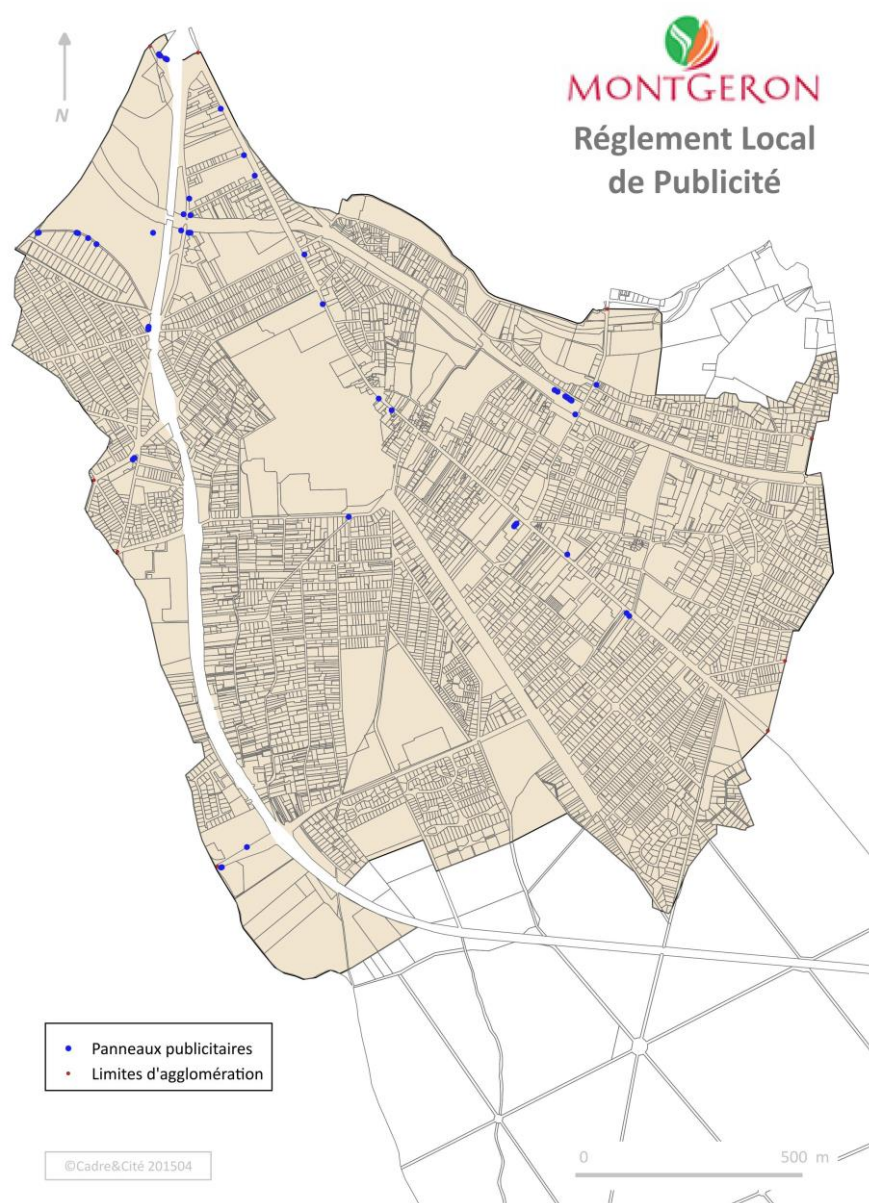 MONTGERON
Réglement Local
de Publicité
N
Panneaux publicitaires
Limites d'agglomération
©Cadre&Cité 201504
0 500 m